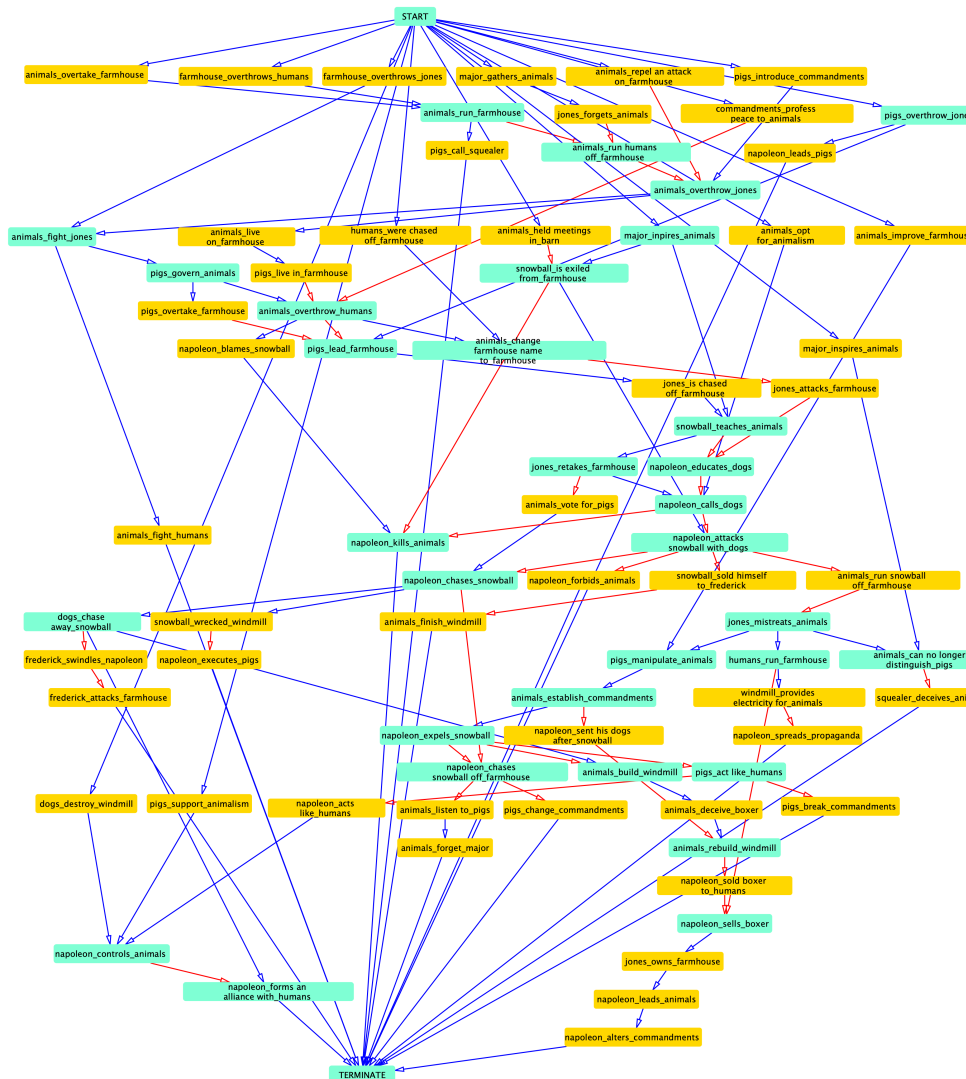 START
animals_overtake_farmhouse
farmhouse_overthrows_humans
farmhouse_overthrows_jones
major_gathers_animals
animals_repel an attack
on_farmhouse
pigs_introduce_commandments
animals_run_farmhouse
jones_forgets_animals
commandments_profess
peace to_animals
pigs_overthrow_jone
pigs_call_squealer
animals_run humans
off_farmhouse
napoleon_leads_pigs
animals_overthrow_jones
animals_fight_jones
animals_live
on_farmhouse
humans_were chased
off_farmhouse
animals_held meetings
in_barn
major_inpires_animals
animals_opt
for_animalism
animals_improve_farmhouse
pigs_govern_animals
pigs_live in_farmhouse
snowball_is exiled
from_farmhouse
pigs_overtake_farmhouse
animals_overthrow_humans
napoleon_blames_snowball
pigs_lead_farmhouse
animals_change
farmhouse name
to_farmhouse
major_inspires_animals
jones_is chased
off_farmhouse
jones_attacks_farmhouse
snowball_teaches_animals
jones_retakes_farmhouse
napoleon_educates_dogs
animals_vote for_pigs
napoleon_calls_dogs
animals_fight_humans
napoleon_kills_animals
napoleon_attacks
snowball with_dogs
napoleon_chases_snowball
napoleon_forbids_animals
snowball_sold himself
to_frederick
animals_run snowball
off_farmhouse
dogs_chase
away_snowball
snowball_wrecked_windmill
animals_finish_windmill
jones_mistreats_animals
frederick_swindles_napoleon
napoleon_executes_pigs
pigs_manipulate_animals
humans_run_farmhouse
animals_can no longer
distinguish_pigs
frederick_attacks_farmhouse
animals_establish_commandments
windmill_provides
electricity for_animals
squealer_deceives_ani
napoleon_expels_snowball
napoleon_sent his dogs
after_snowball
napoleon_spreads_propaganda
napoleon_chases
snowball off_farmhouse
animals_build_windmill
pigs_act like_humans
dogs_destroy_windmill
pigs_support_animalism
napoleon_acts
like_humans
animals_listen to_pigs
pigs_change_commandments
animals_deceive_boxer
pigs_break_commandments
animals_forget_major
animals_rebuild_windmill
napoleon_sold boxer
to_humans
napoleon_sells_boxer
napoleon_controls_animals
jones_owns_farmhouse
napoleon_forms an
alliance with_humans
napoleon_leads_animals
napoleon_alters_commandments
TERMINATE